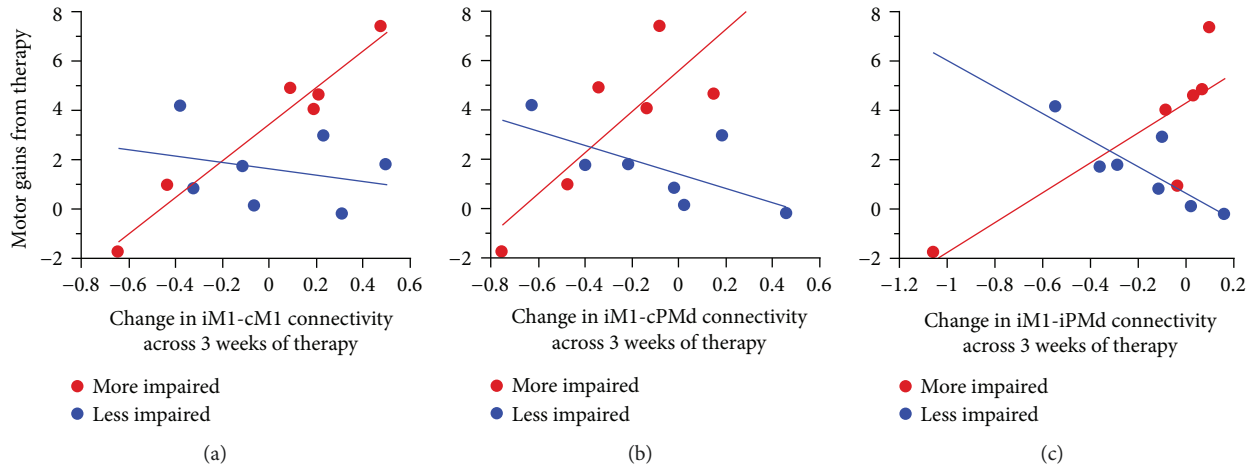 Motor gains from therapy
8
6
4
2
0
−2
−0.8 −0.6 −0.4 −0.2 0 0.2 0.4 0.6
Change in iM1-cM1 connectivity
across 3 weeks of therapy
More impaired
Less impaired
(a)
8
6
4
2
0
−2
−0.8 −0.6 −0.4 −0.2 0 0.2 0.4 0.6
Change in iM1-cPMd connectivity
across 3 weeks of therapy
More impaired
Less impaired
(b)
8
6
4
2
0
−2
−1.2 −1 −0.8 −0.6 −0.4 −0.2 0 0.2
Change in iM1-iPMd connectivity
across 3 weeks of therapy
More impaired
Less impaired
(c)